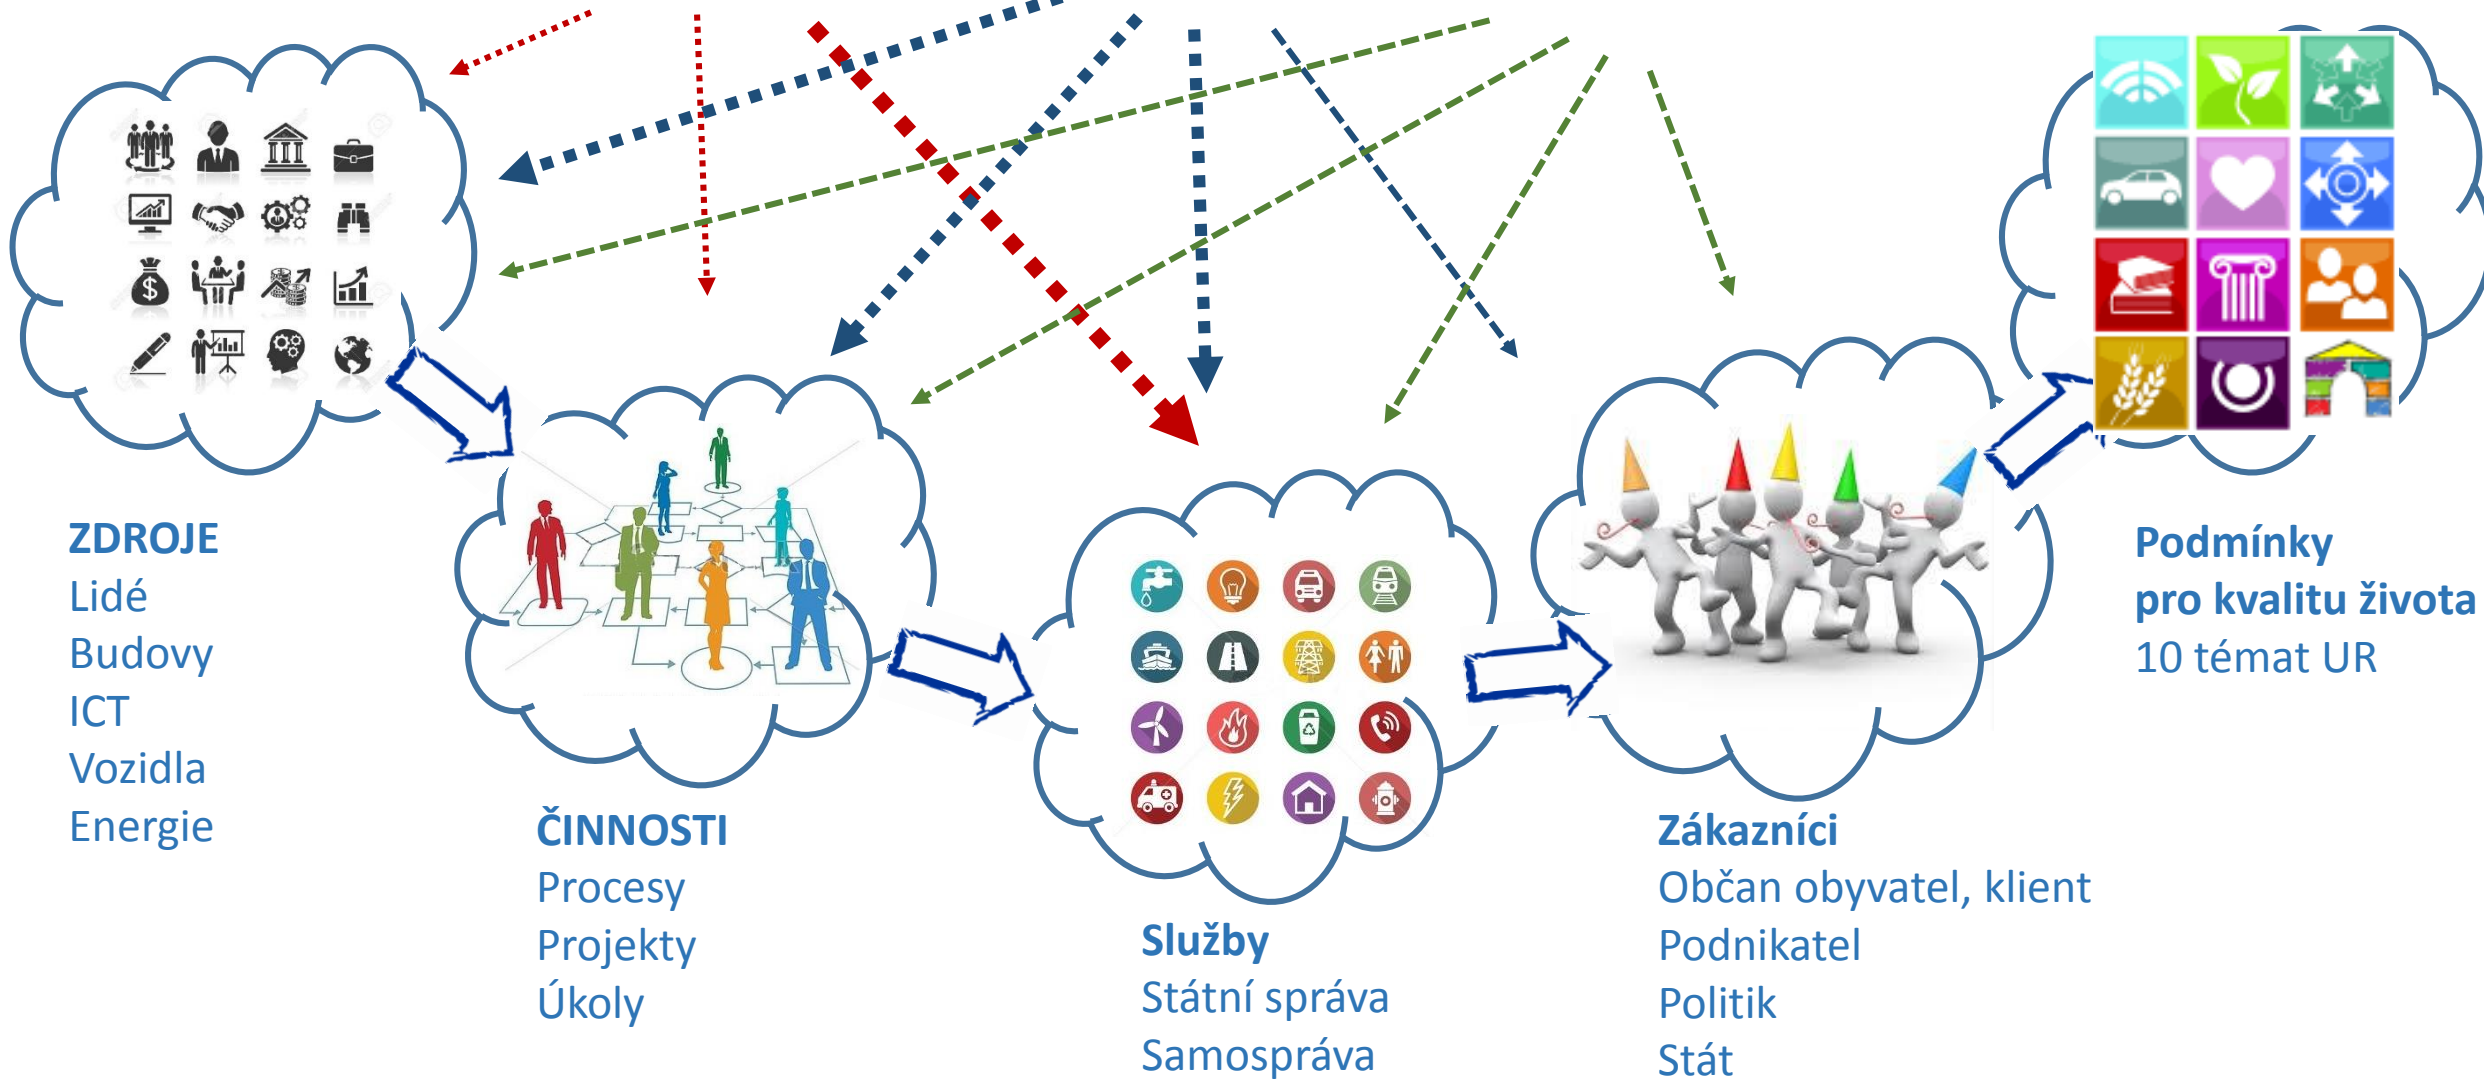 ZDROJE
Lidé
Budovy
ICT
Vozidla
Energie
ČINNOSTI
Procesy
Projekty
Úkoly
Služby
Státní správa
Samospráva
Zákazníci
Občan obyvatel, klient
Podnikatel
Politik
Stát
Podmínky
pro kvalitu života
10 témat UR